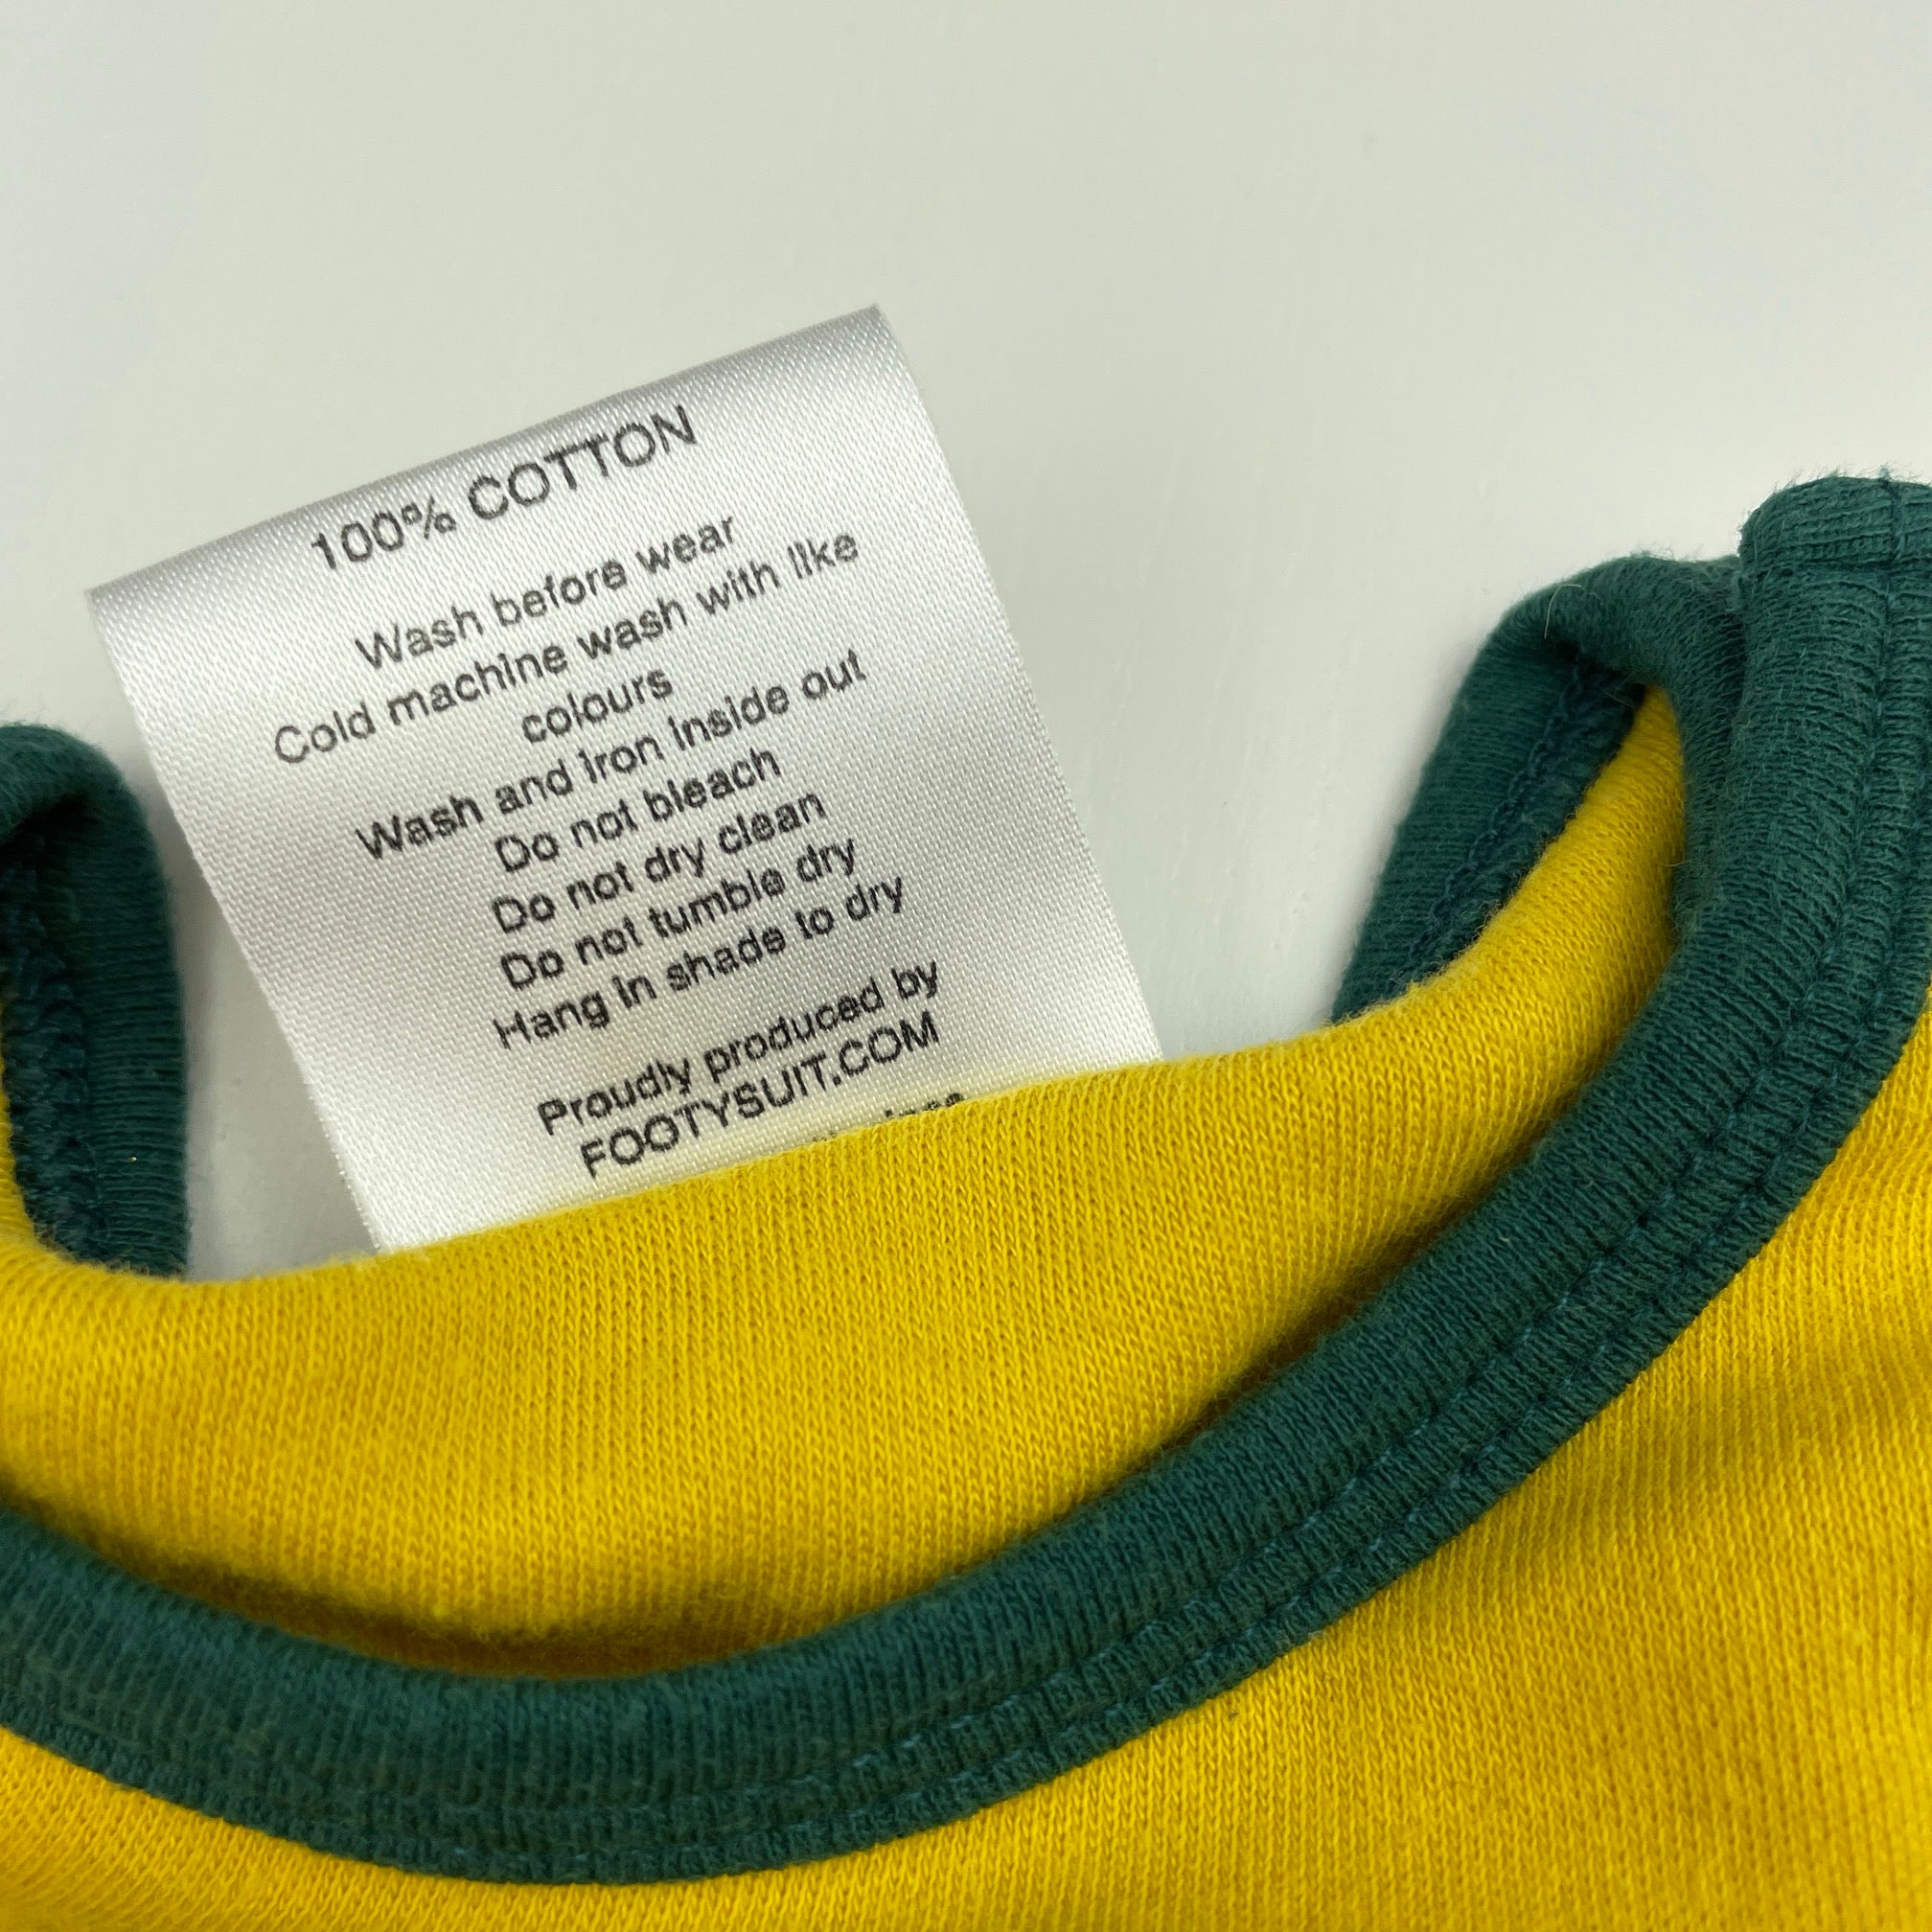 100% COTTON
Wash before wear
Cold machine wash with like
colours
Wash and iron inside out
Do not bleach
Do not dry clean
Do not tumble dry
Hang in shade to dry
Proudly produced by
FOOTYSUIT.COM